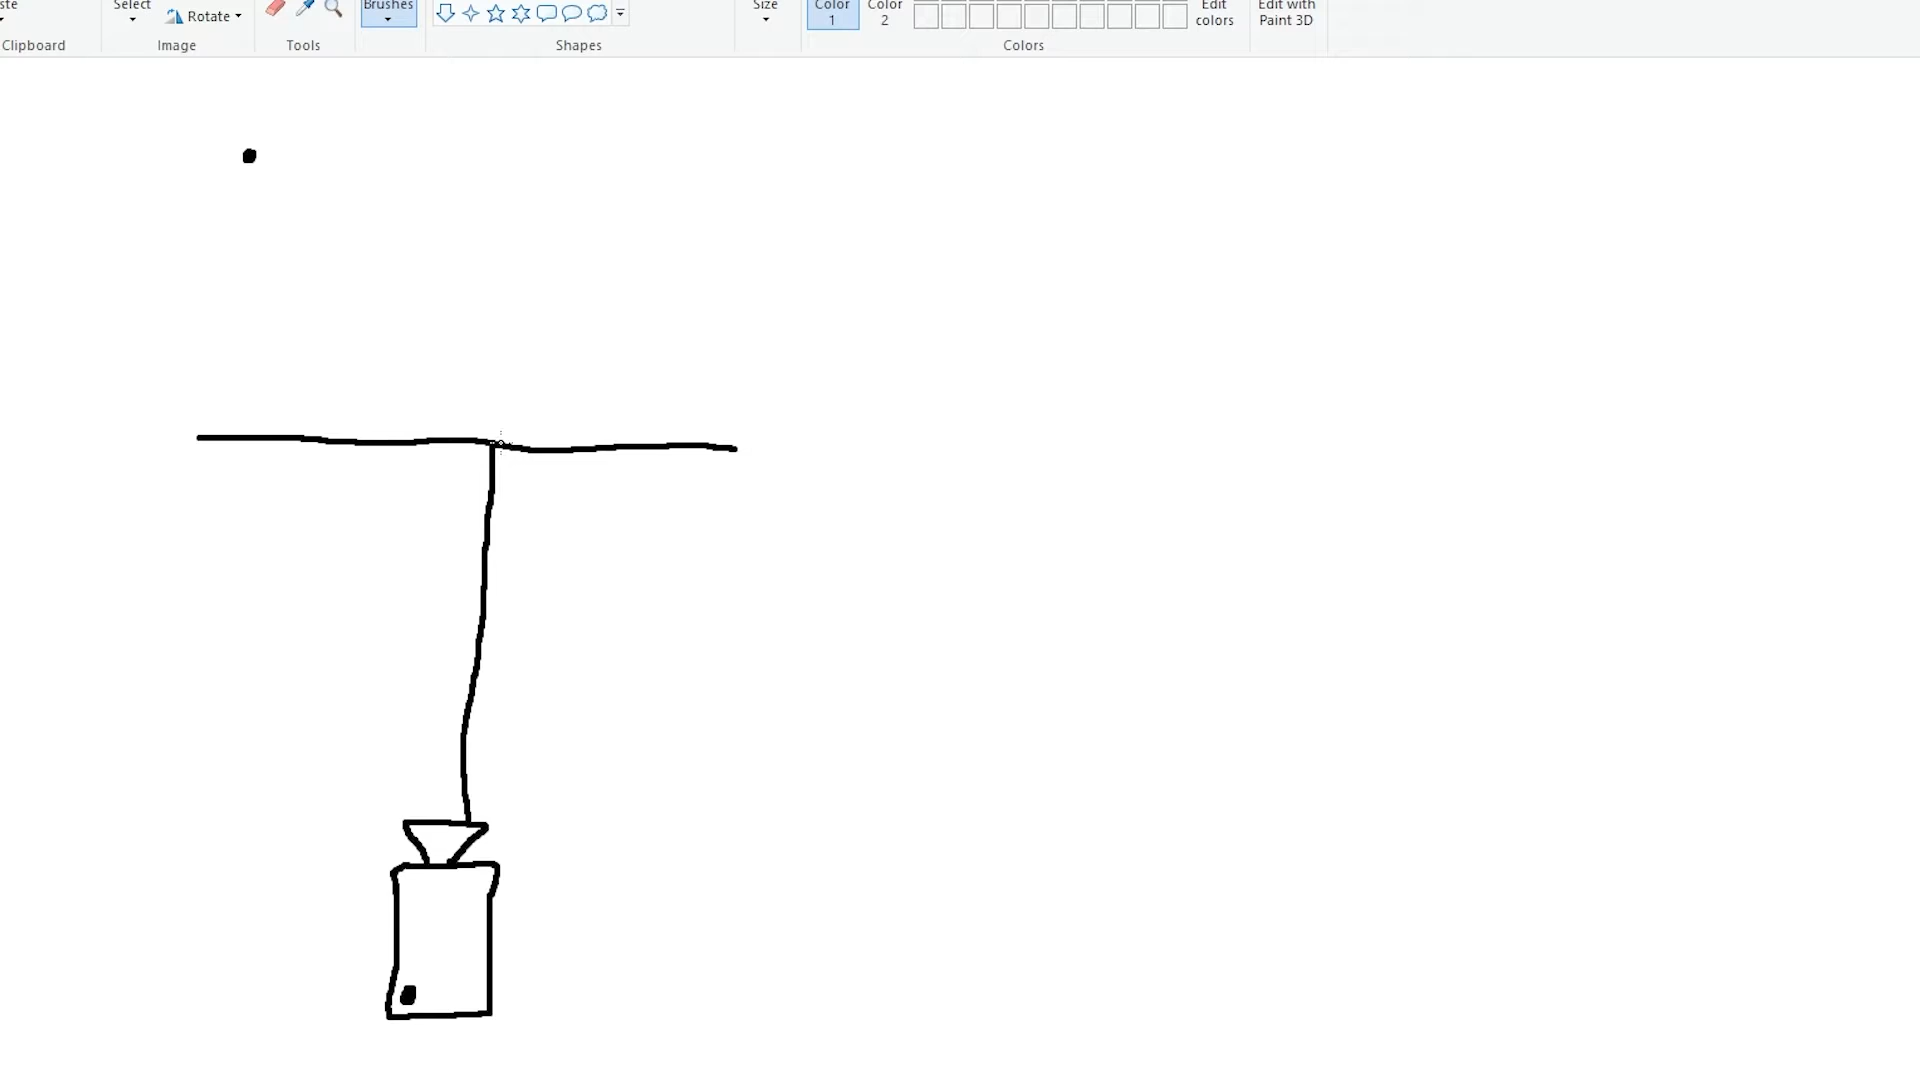 ste
Select
Rotate
Brushes
Size
Color
1
Color
2
Edit
colors
Edit with
Paint 3D
Clipboard
Image
Tools
Shapes
Colors